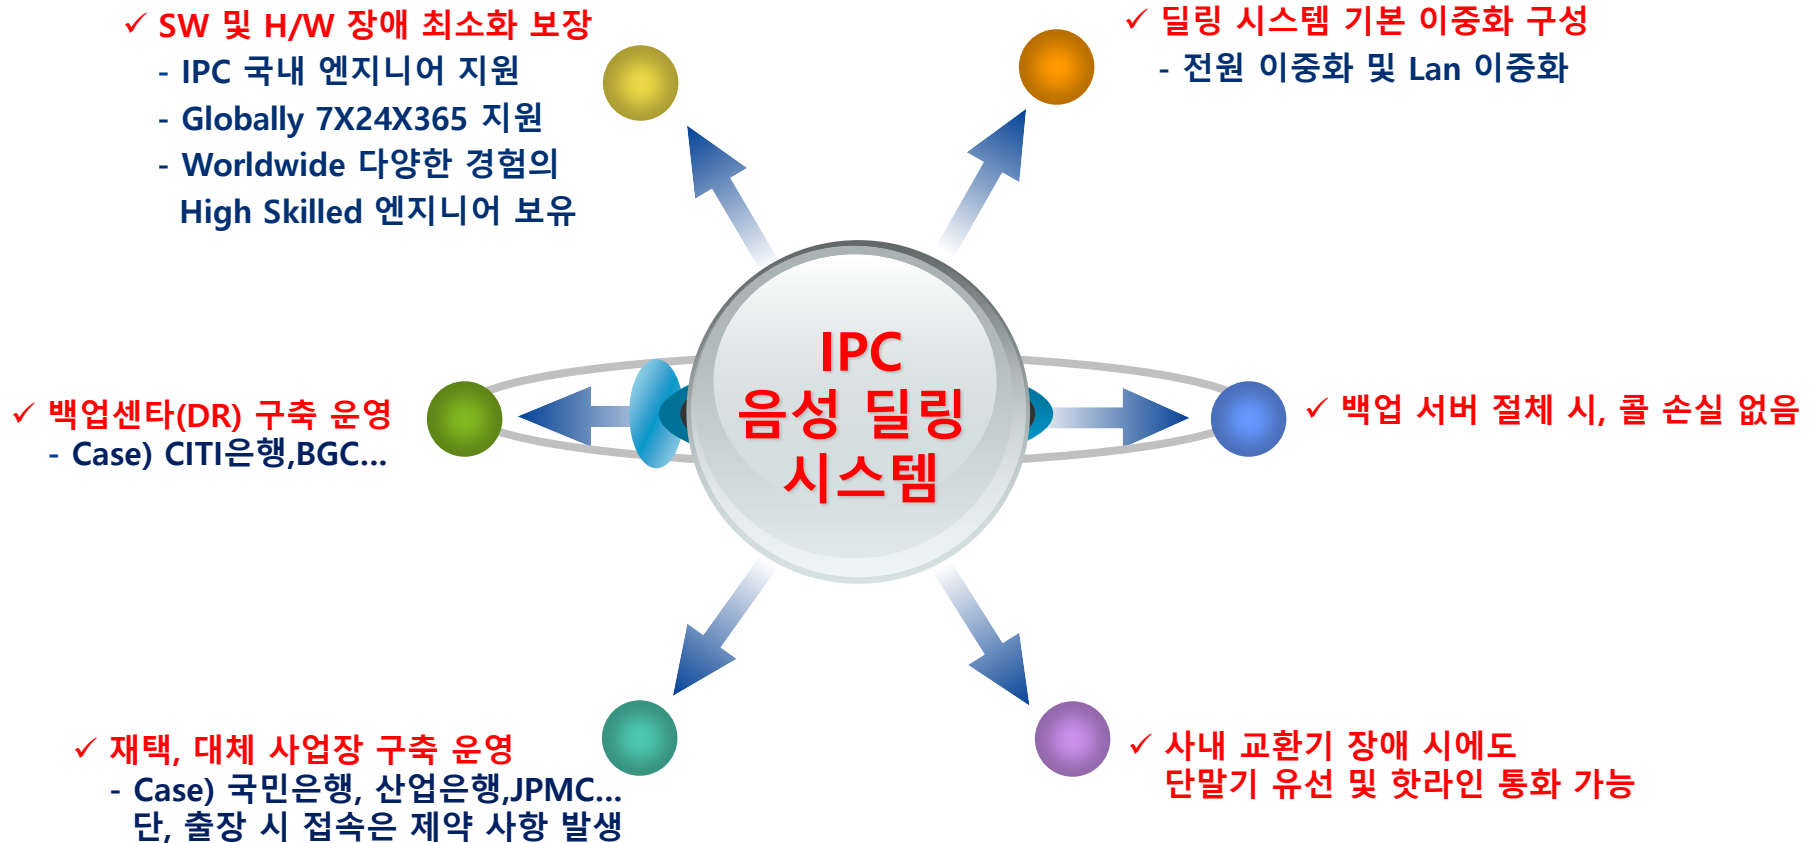 ✓ SW 및 H/W 장애 최소화 보장
- IPC 국내 엔지니어 지원
- Globally 7X24X365 지원
- Worldwide 다양한 경험의
High Skilled 엔지니어 보유
✓ 딜링 시스템 기본 이중화 구성
- 전원 이중화 및 Lan 이중화
IPC
음성 딜링
시스템
✓ 백업센타(DR) 구축 운영
- Case) CITI은행,BGC...
✓ 백업 서버 절체 시, 콜 손실 없음
✓ 재택, 대체 사업장 구축 운영
- Case) 국민은행, 산업은행,JPMC...
단, 출장 시 접속은 제약 사항 발생
✓ 사내 교환기 장애 시에도
단말기 유선 및 핫라인 통화 가능